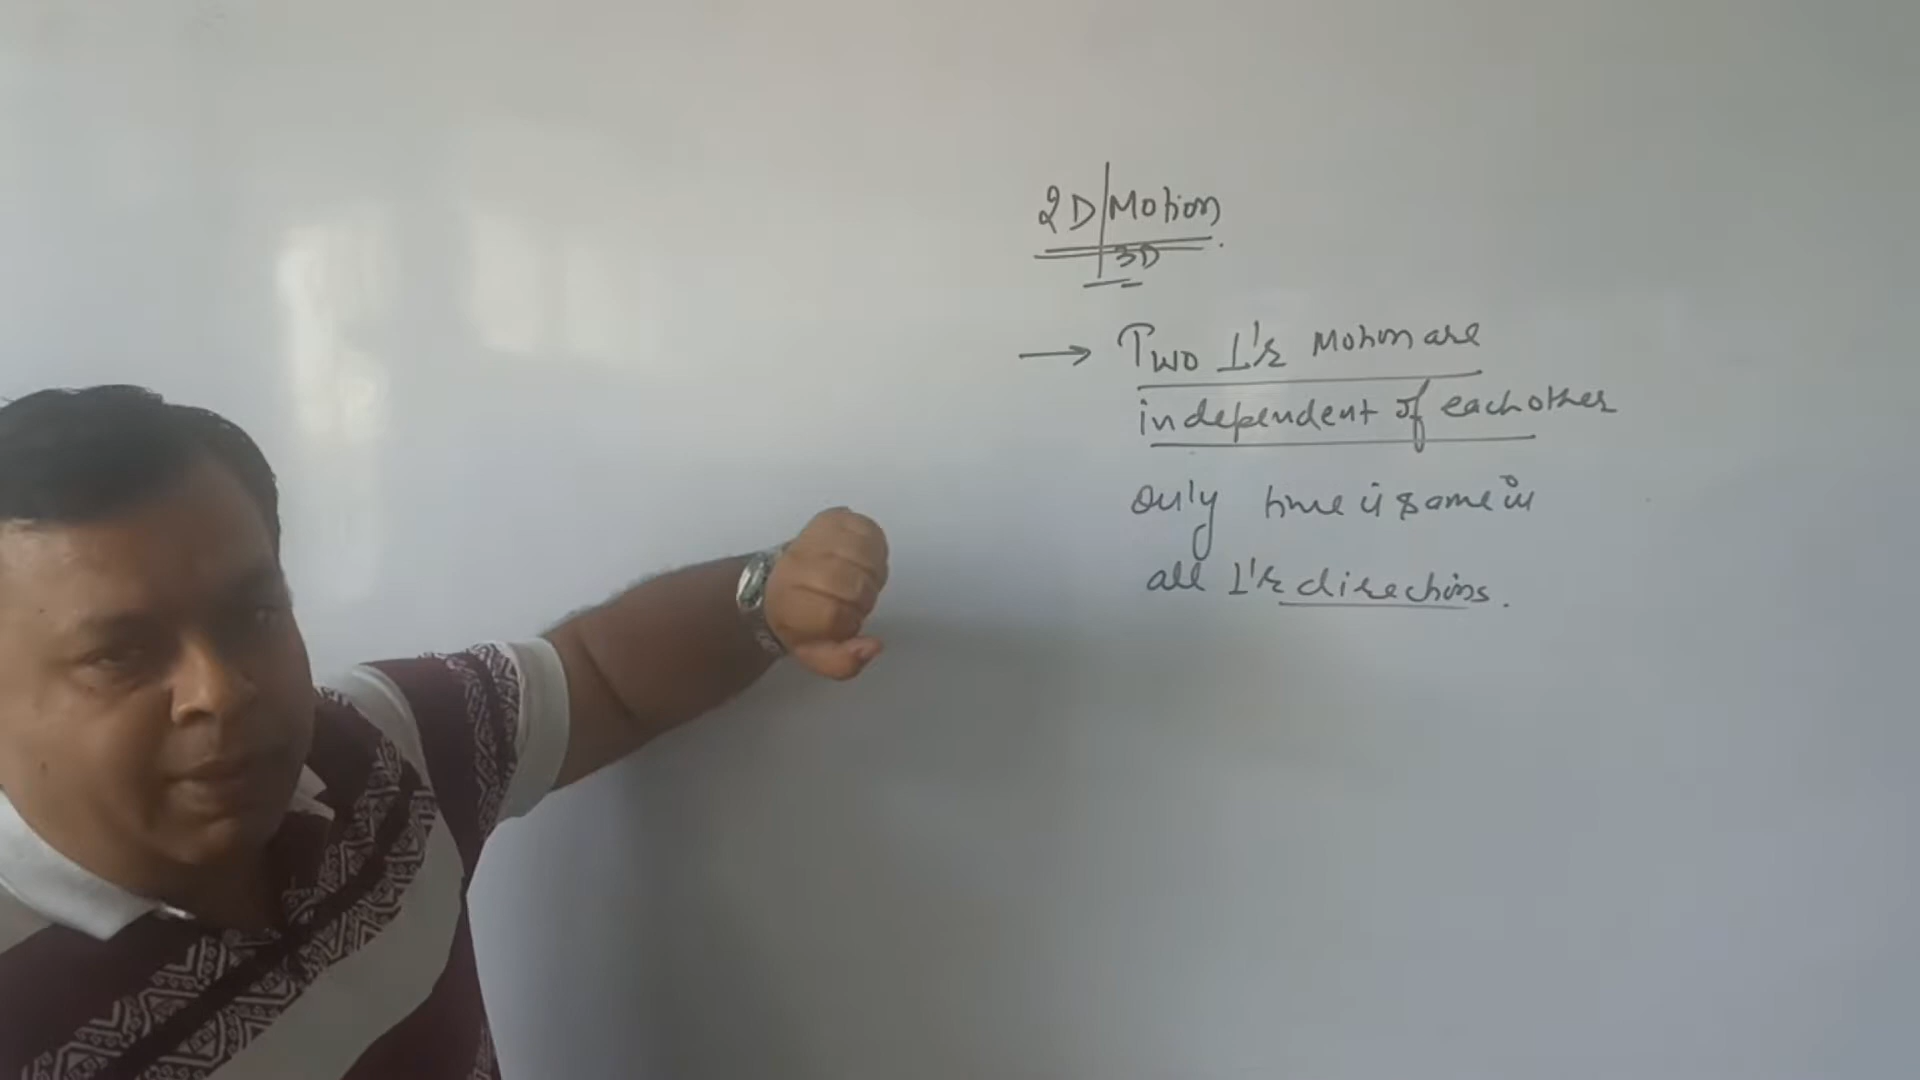 2D/Motion
3D
→ Two ⊥'r Motion are
independent of each other
only time is same in
all ⊥'r directions.